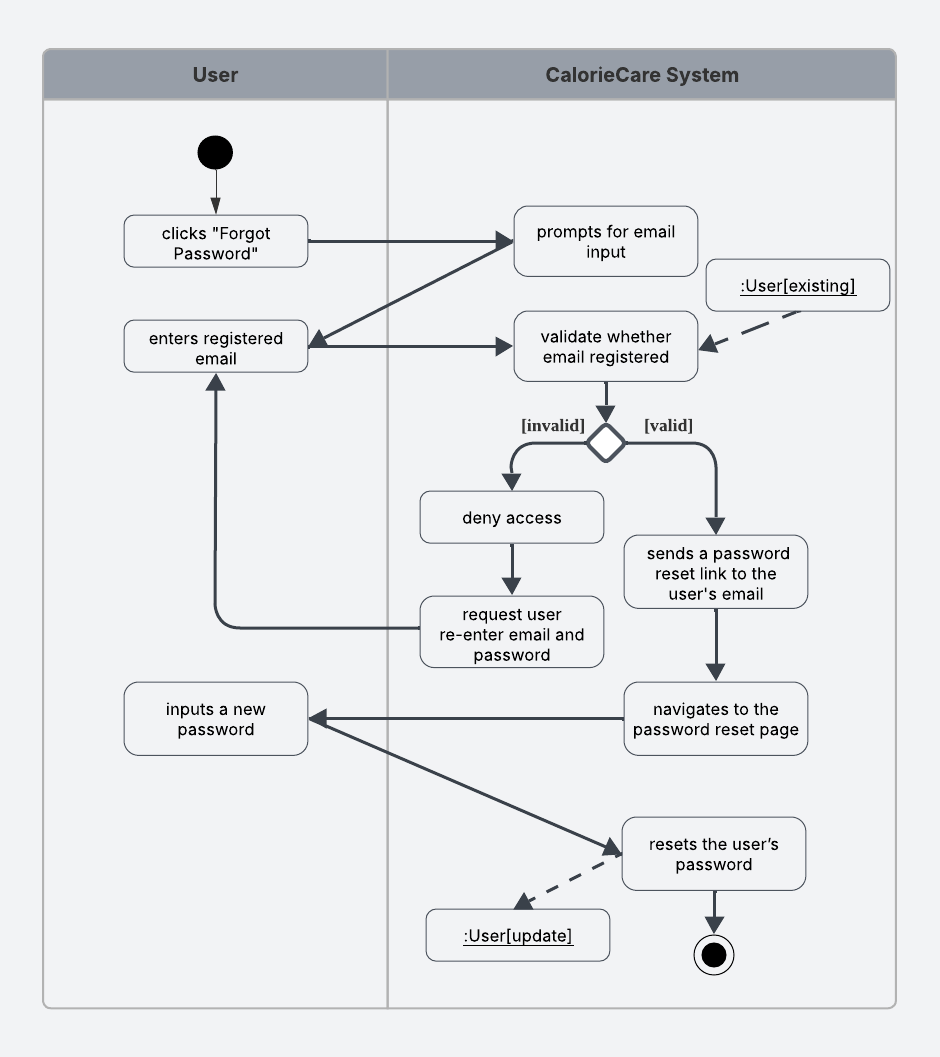 User
CalorieCare System
clicks "Forgot
Password"
prompts for email
input
:User[existing]
enters registered
email
validate whether
email registered
[invalid]
[valid]
deny access
sends a password
reset link to the
user's email
request user
re-enter email and
password
inputs a new
password
navigates to the
password reset page
resets the user’s
password
:User[update]